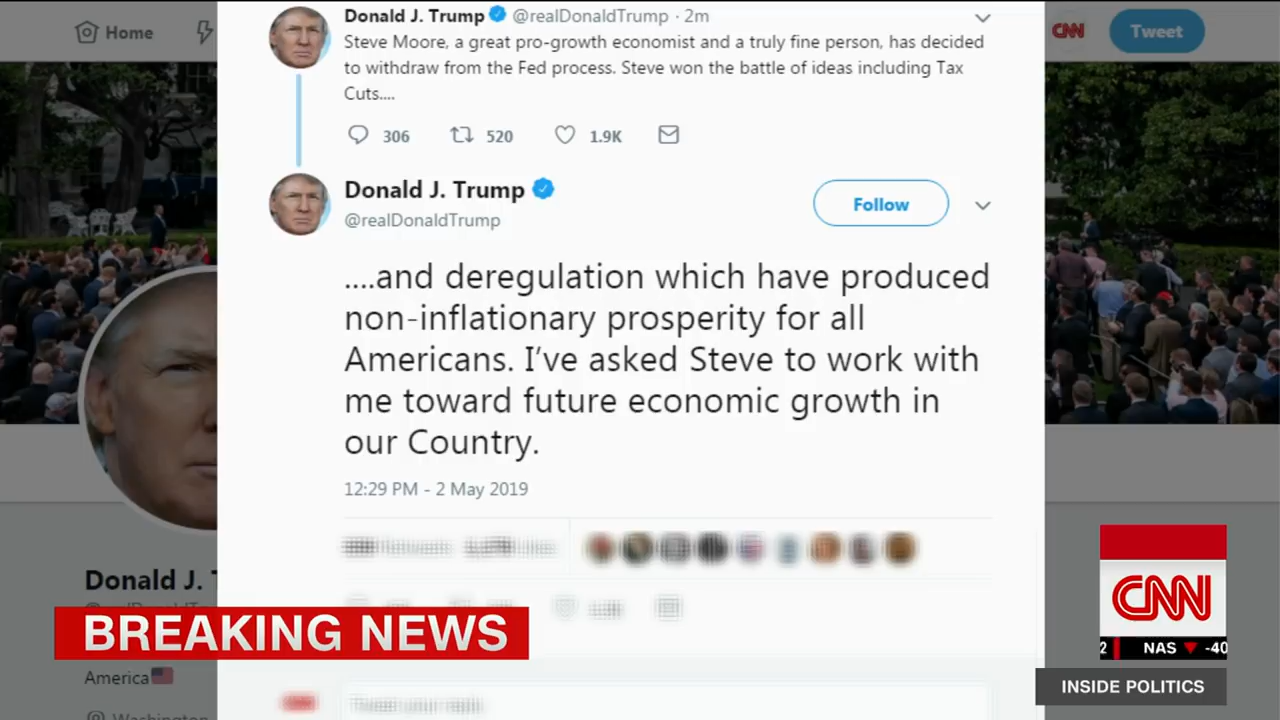 Home
Donald J. Trump @realDonaldTrump · 2m
Steve Moore, a great pro-growth economist and a truly fine person, has decided
to withdraw from the Fed process. Steve won the battle of ideas including Tax
Cuts....
306 520 1.9K
CNN
Tweet
Donald J. Trump
@realDonaldTrump
Follow
....and deregulation which have produced
non-inflationary prosperity for all
Americans. I've asked Steve to work with
me toward future economic growth in
our Country.
12:29 PM - 2 May 2019
Donald J.
America
BREAKING NEWS
CNN
2 NAS ▼ -40
INSIDE POLITICS